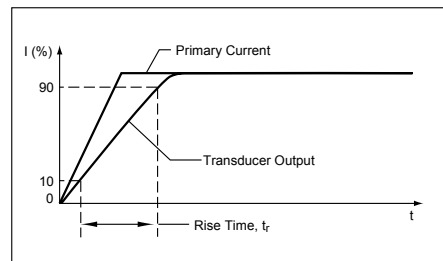 I (%)
Primary Current
90
Transducer Output
10
0
t
Rise Time, tr